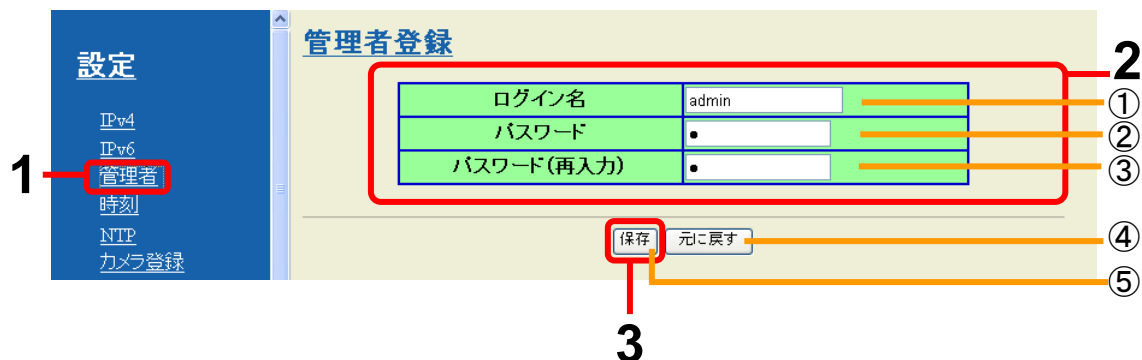 設定
IPv4
IPv6
管理者
時刻
NTP
カメラ登録
1
管理者登録
2
ログイン名 admin ①
パスワード ● ②
パスワード(再入力) ● ③
保存 元に戻す ④
⑤
3